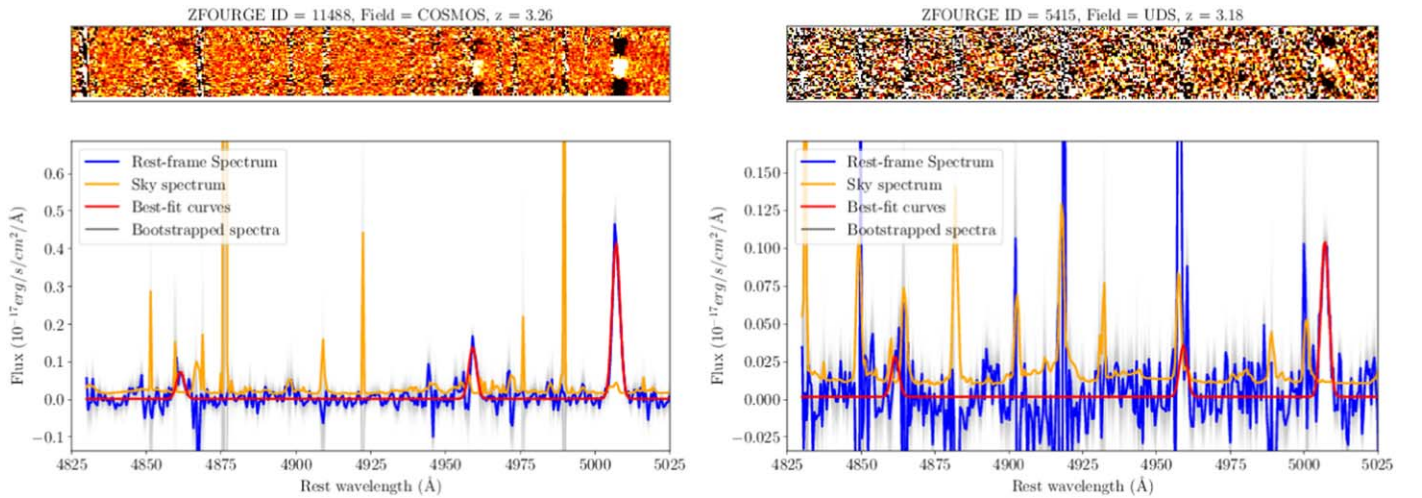 ZFOURGE ID = 11488, Field = COSMOS, z = 3.26
Rest-frame Spectrum
Sky spectrum
Best-fit curves
Bootstrapped spectra
Flux (10⁻¹⁷erg/s/cm²/Å)
0.6
0.5
0.4
0.3
0.2
0.1
0.0
−0.1
4825 4850 4875 4900 4925 4950 4975 5000 5025
Rest wavelength (Å)
ZFOURGE ID = 5415, Field = UDS, z = 3.18
Rest-frame Spectrum
Sky spectrum
Best-fit curves
Bootstrapped spectra
Flux (10⁻¹⁷erg/s/cm²/Å)
0.150
0.125
0.100
0.075
0.050
0.025
0.000
−0.025
4825 4850 4875 4900 4925 4950 4975 5000 5025
Rest wavelength (Å)